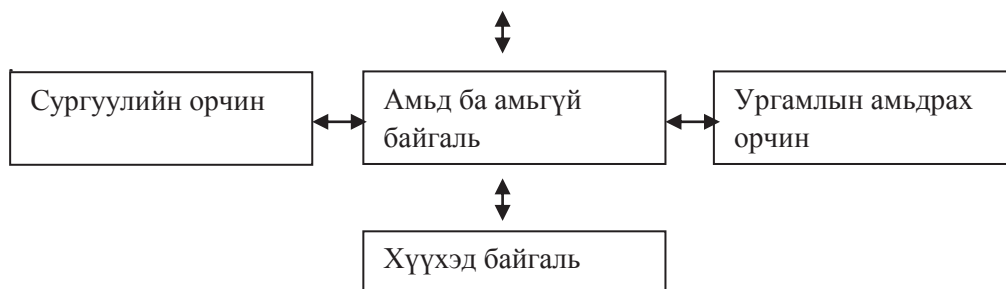 Сургуулийн орчин
Амьд ба амьгүй
байгаль
Ургамлын амьдрах
орчин
Хүүхэд байгаль